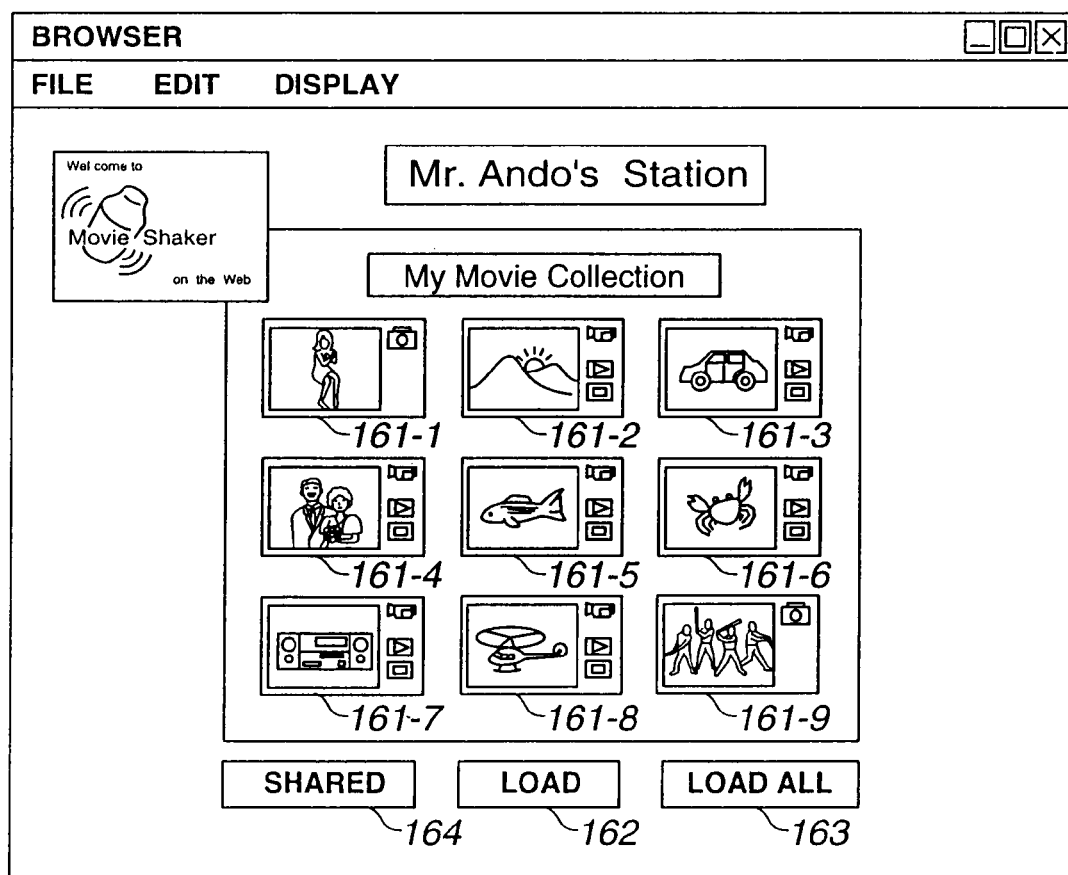 BROWSER
FILE EDIT DISPLAY
Wel come to
Movie Shaker
on the Web
Mr. Ando's Station
My Movie Collection
161-1 161-2 161-3
161-4 161-5 161-6
161-7 161-8 161-9
SHARED LOAD LOAD ALL
164 162 163